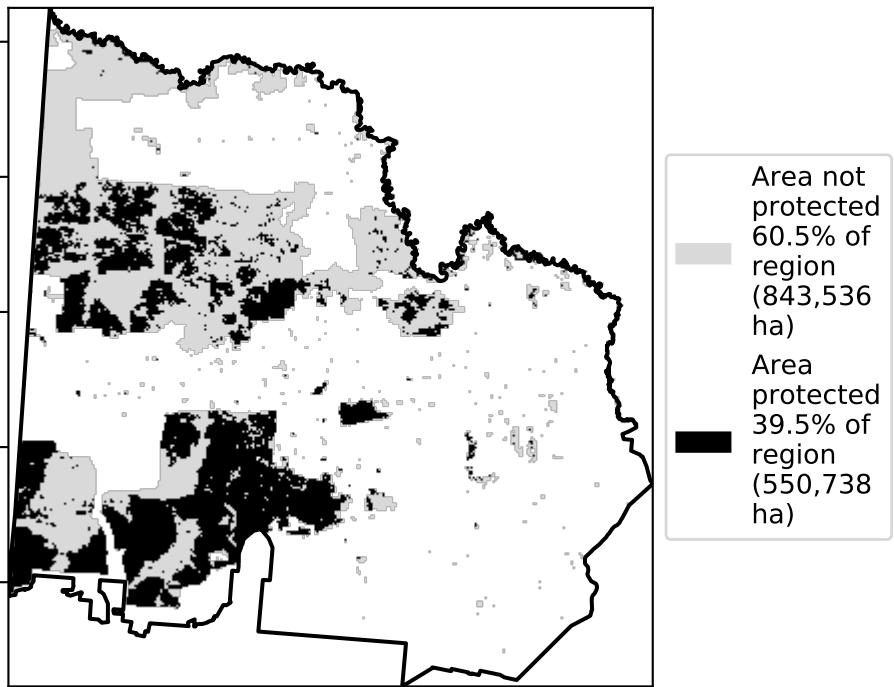 Area not
protected
60.5% of
region
(843,536
ha)
Area
protected
39.5% of
region
(550,738
ha)